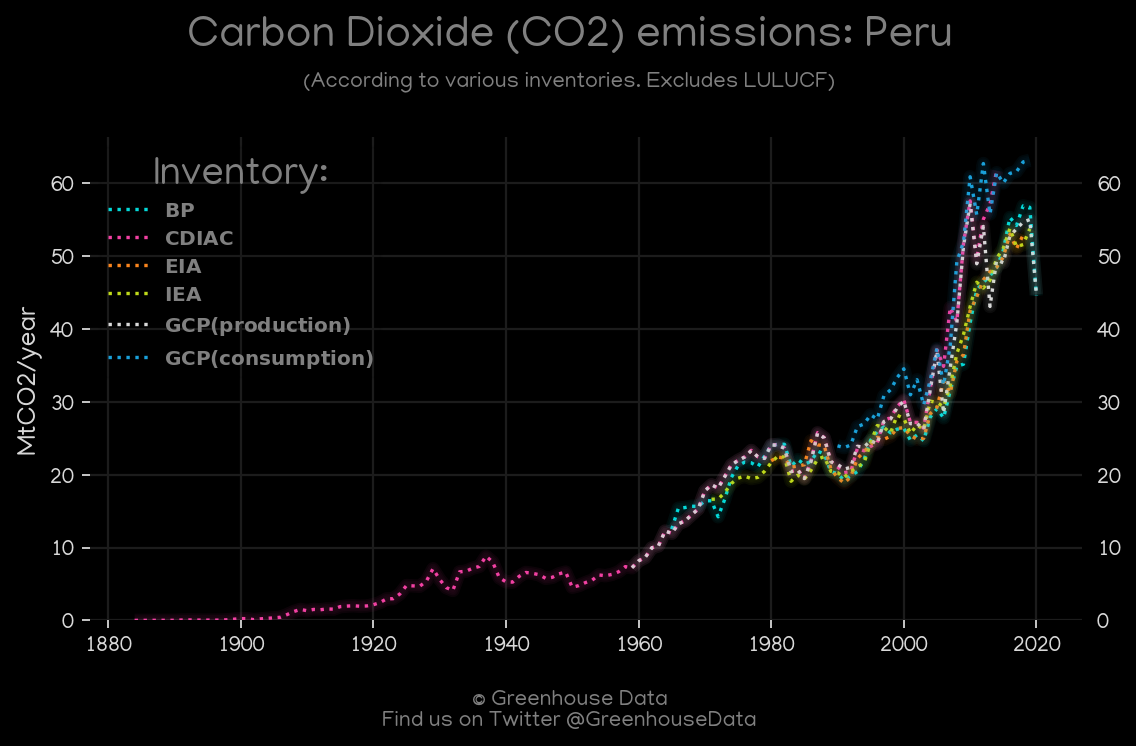 Carbon Dioxide (CO2) emissions: Peru
(According to various inventories. Excludes LULUCF)
Inventory:
BP
CDIAC
EIA
IEA
GCP(production)
GCP(consumption)
MtCO2/year
60
50
40
30
20
10
0
60
50
40
30
20
10
0
1880 1900 1920 1940 1960 1980 2000 2020
© Greenhouse Data
Find us on Twitter @GreenhouseData